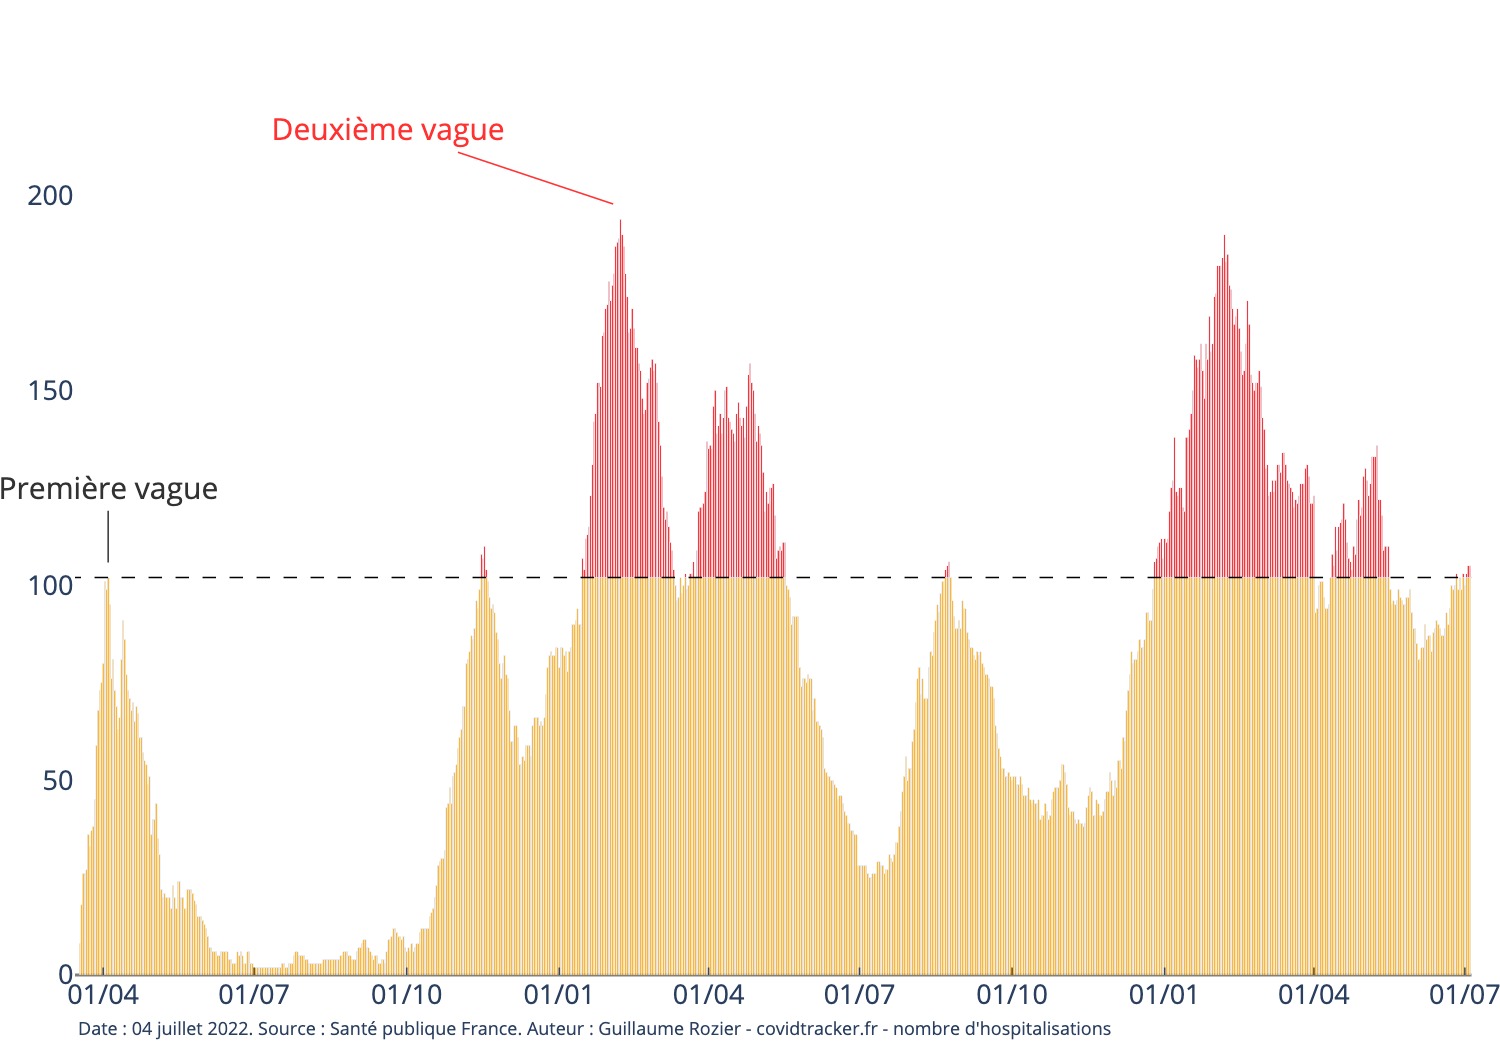 Deuxième vague
200
150
Première vague
100
50
0
01/04 01/07 01/10 01/01 01/04 01/07 01/10 01/01 01/04 01/07
Date : 04 juillet 2022. Source : Santé publique France. Auteur : Guillaume Rozier - covidtracker.fr - nombre d'hospitalisations